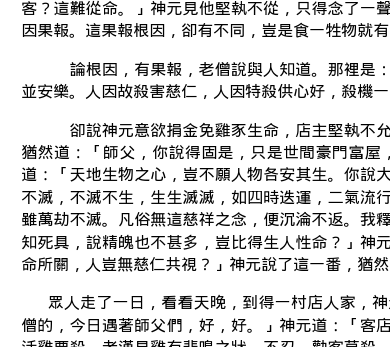 客？這難從命。」神元見他堅執不從，只得念了一聲
因果報。這果報根因，卻有不同，豈是食一牲物就有
論根因，有果報，老僧說與人知道。那裡是：
並安樂。人因故殺害慈仁，人因特殺供心好，殺機一
卻說神元意欲捐金免雞豕生命，店主堅執不允
猶然道：「師父，你說得固是，只是世間豪門富屋，
道：「天地生物之心，豈不願人物各安其生。你說大
不滅，不滅不生，生生滅滅，如四時迭運，二氣流行
雖萬劫不滅。凡俗無這慈祥之念，便沉淪不返。我釋
知死具，說精魄也不甚多，豈比得生人性命？」神元
命所關，人豈無慈仁共視？」神元說了這一番，猶然
眾人走了一日，看看天晚，到得一村店人家，神
僧的，今日遇著師父們，好，好。」神元道：「客店